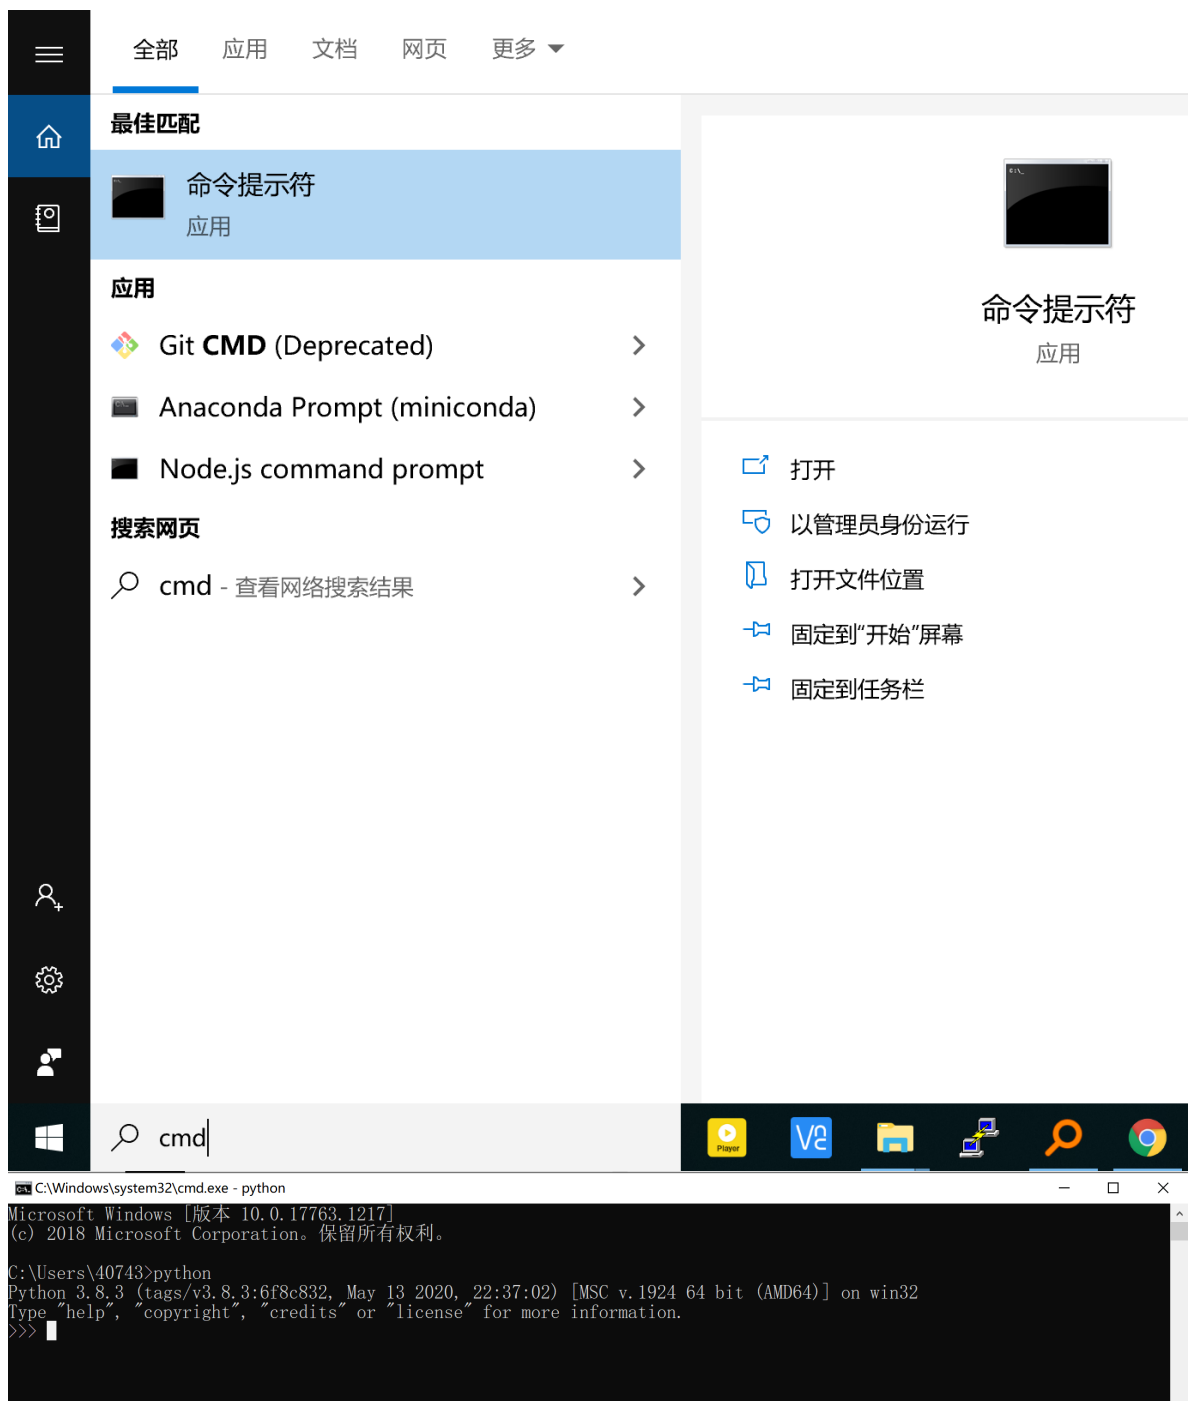 全部 应用 文档 网页 更多
最佳匹配
命令提示符
应用
应用
Git CMD (Deprecated)
Anaconda Prompt (miniconda)
Node.js command prompt
搜索网页
cmd - 查看网络搜索结果
C:\_
命令提示符
应用
打开
以管理员身份运行
打开文件位置
固定到“开始”屏幕
固定到任务栏
cmd
Player
C:\Windows\system32\cmd.exe - python
Microsoft Windows [版本 10.0.17763.1217]
(c) 2018 Microsoft Corporation。保留所有权利。
C:\Users\40743>python
Python 3.8.3 (tags/v3.8.3:6f8c832, May 13 2020, 22:37:02) [MSC v.1924 64 bit (AMD64)] on win32
Type "help", "copyright", "credits" or "license" for more information.
>>>